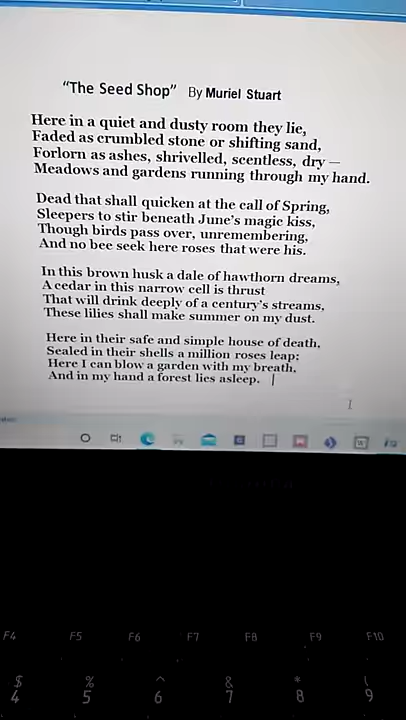 “The Seed Shop” By Muriel Stuart
Here in a quiet and dusty room they lie,
Faded as crumbled stone or shifting sand,
Forlorn as ashes, shrivelled, scentless, dry —
Meadows and gardens running through my hand.
Dead that shall quicken at the call of Spring,
Sleepers to stir beneath June's magic kiss,
Though birds pass over, unremembering,
And no bee seek here roses that were his.
In this brown husk a dale of hawthorn dreams,
A cedar in this narrow cell is thrust
That will drink deeply of a century's streams,
These lilies shall make summer on my dust.
Here in their safe and simple house of death,
Sealed in their shells a million roses leap;
Here I can blow a garden with my breath,
And in my hand a forest lies asleep.
F4 F5 F6 F7 F8 F9 F10
$ % ^ & * (
4 5 6 7 8 9